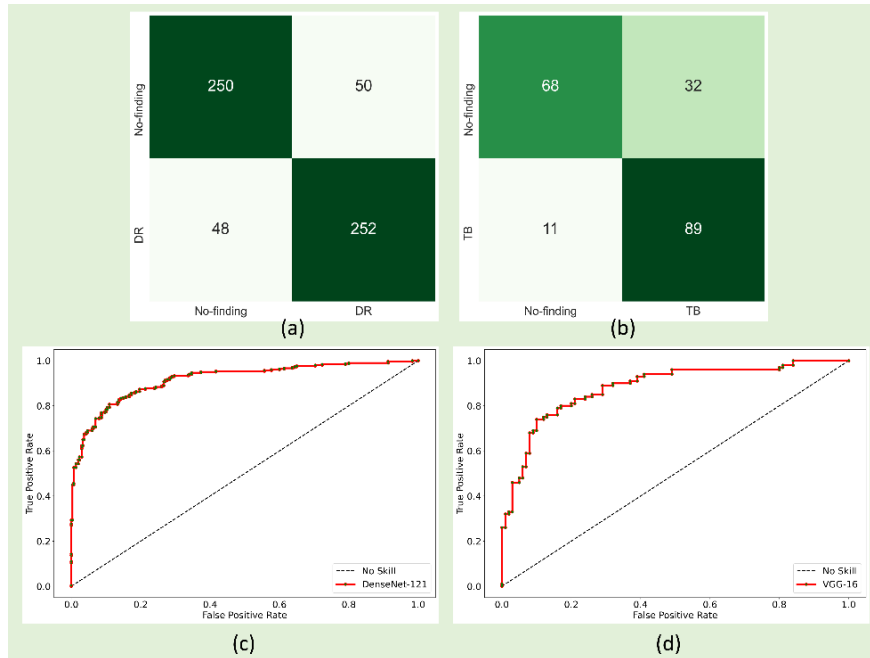 No-finding
250
50
DR
48
252
No-finding
DR
(a)
No-finding
68
32
TB
11
89
No-finding
TB
(b)
1.0
0.8
0.6
0.4
0.2
0.0
True Positive Rate
0.0
0.2
0.4
0.6
0.8
1.0
False Positive Rate
No Skill
DenseNet-121
(c)
1.0
0.8
0.6
0.4
0.2
0.0
True Positive Rate
0.0
0.2
0.4
0.6
0.8
1.0
False Positive Rate
No Skill
VGG-16
(d)